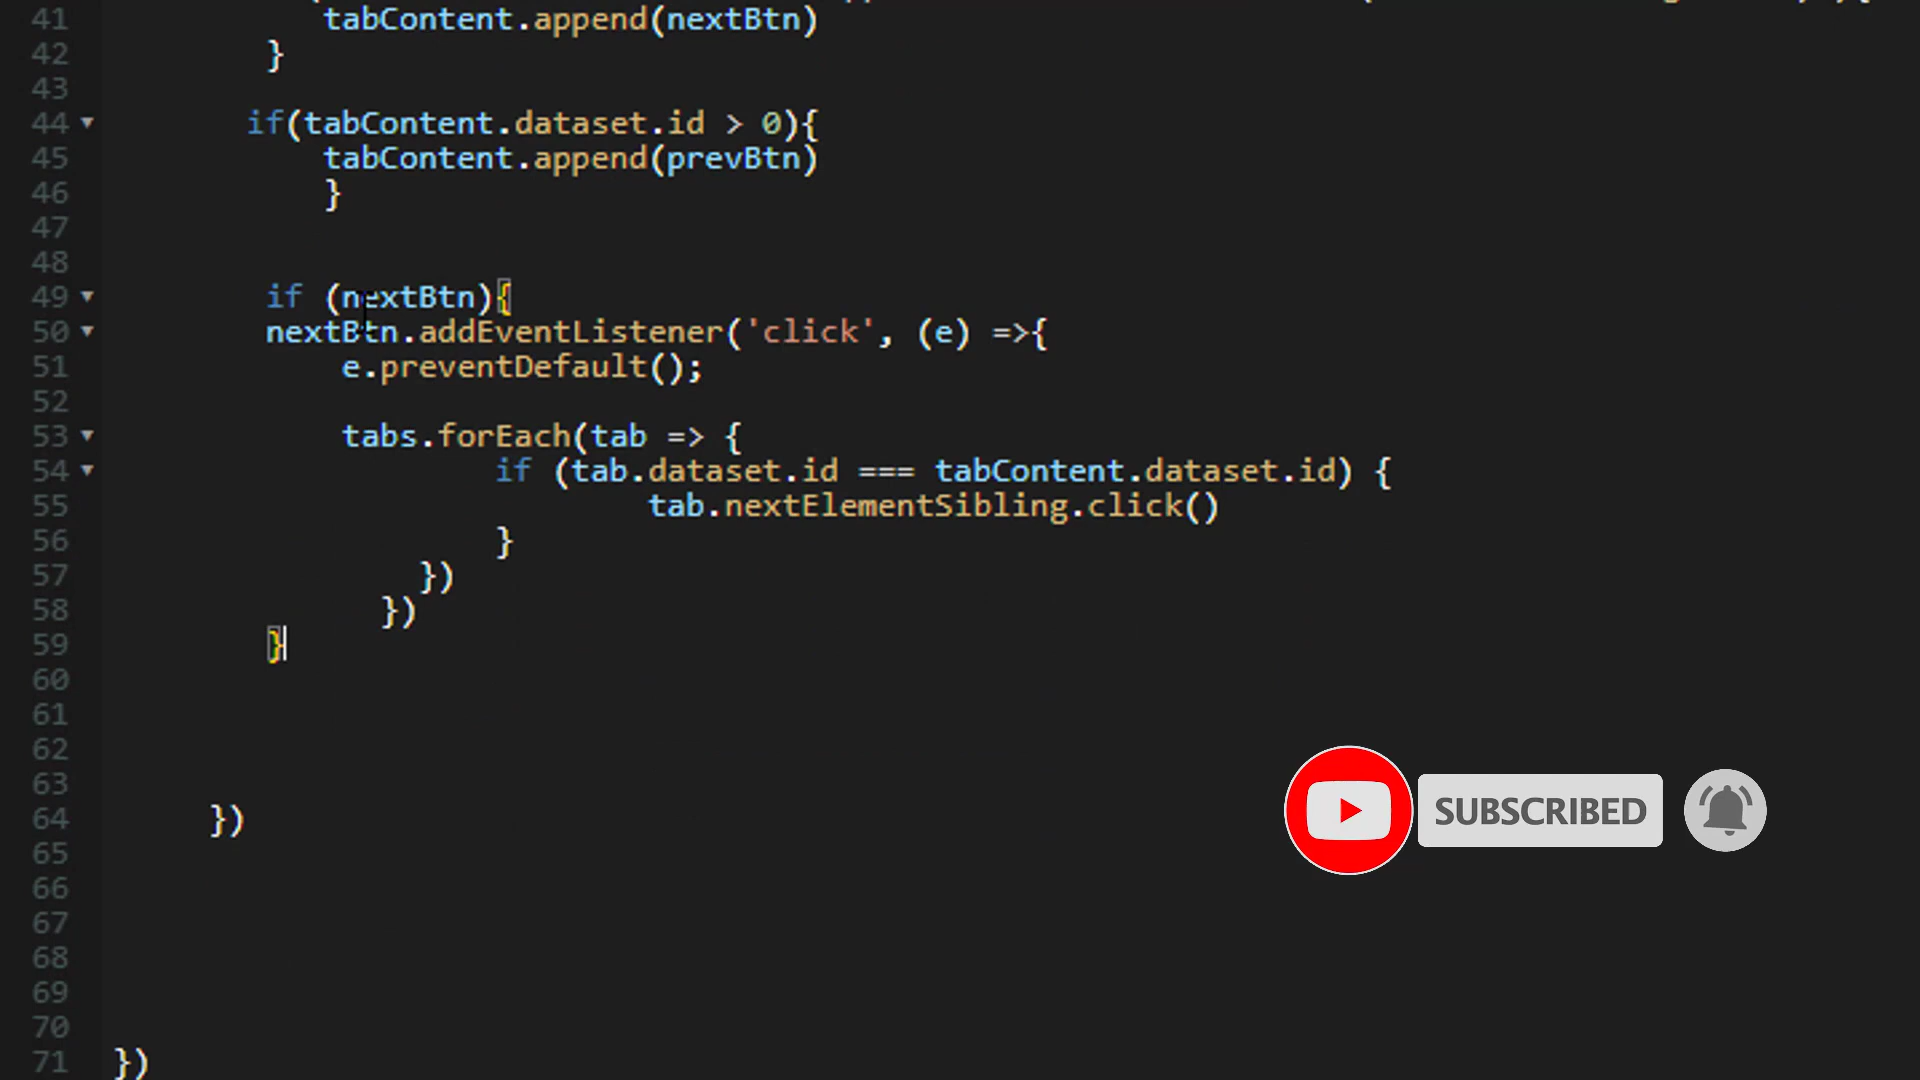 41 tabContent.append(nextBtn)
42 }
43
44 if(tabContent.dataset.id > 0){
45 tabContent.append(prevBtn)
46 }
47
48
49 if (nextBtn){
50 nextBtn.addEventListener('click', (e) =>{
51 e.preventDefault();
52
53 tabs.forEach(tab => {
54 if (tab.dataset.id === tabContent.dataset.id) {
55 tab.nextElementSibling.click()
56 }
57 })
58 })
59 }
60
61
62
63
64 })
65
66
67
68
69
70
71 })
SUBSCRIBED